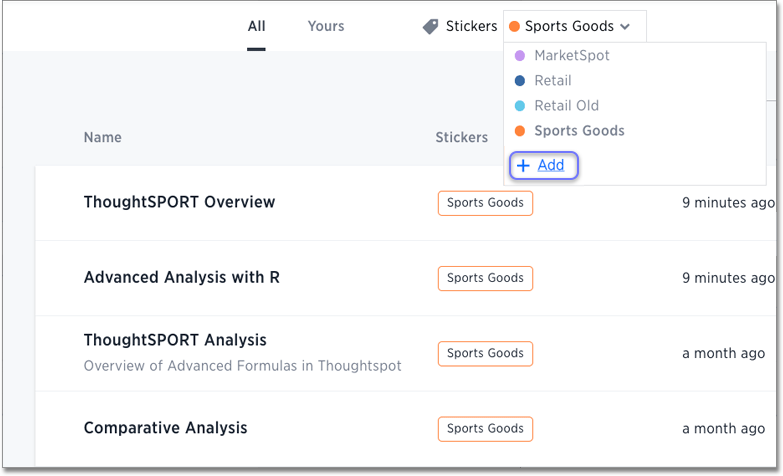 All Yours Stickers Sports Goods
MarketSpot
Retail
Retail Old
Sports Goods
+ Add
Name Stickers
ThoughtSPORT Overview Sports Goods 9 minutes ago
Advanced Analysis with R Sports Goods 9 minutes ago
ThoughtSPORT Analysis
Overview of Advanced Formulas in Thoughtspot
Sports Goods a month ago
Comparative Analysis Sports Goods a month ago